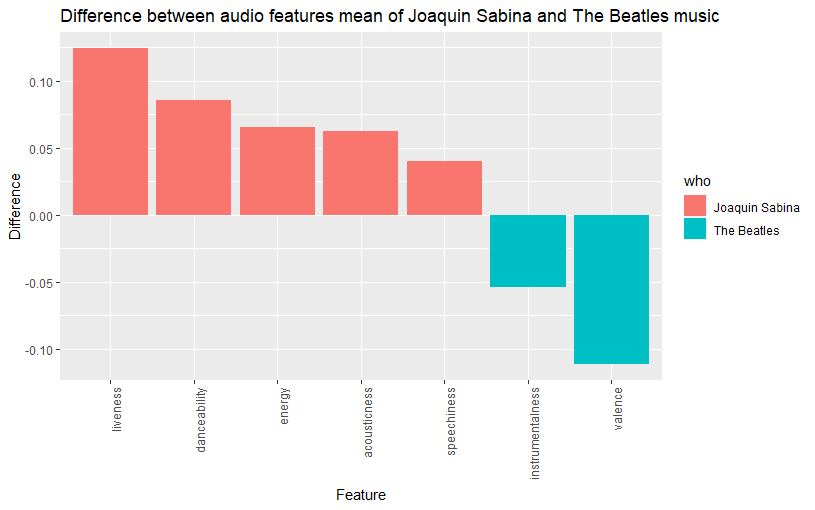 Difference between audio features mean of Joaquin Sabina and The Beatles music
Difference
0.10
0.05
0.00
-0.05
-0.10
liveness
danceability
energy
acousticness
speechiness
instrumentalness
valence
Feature
who
Joaquin Sabina
The Beatles